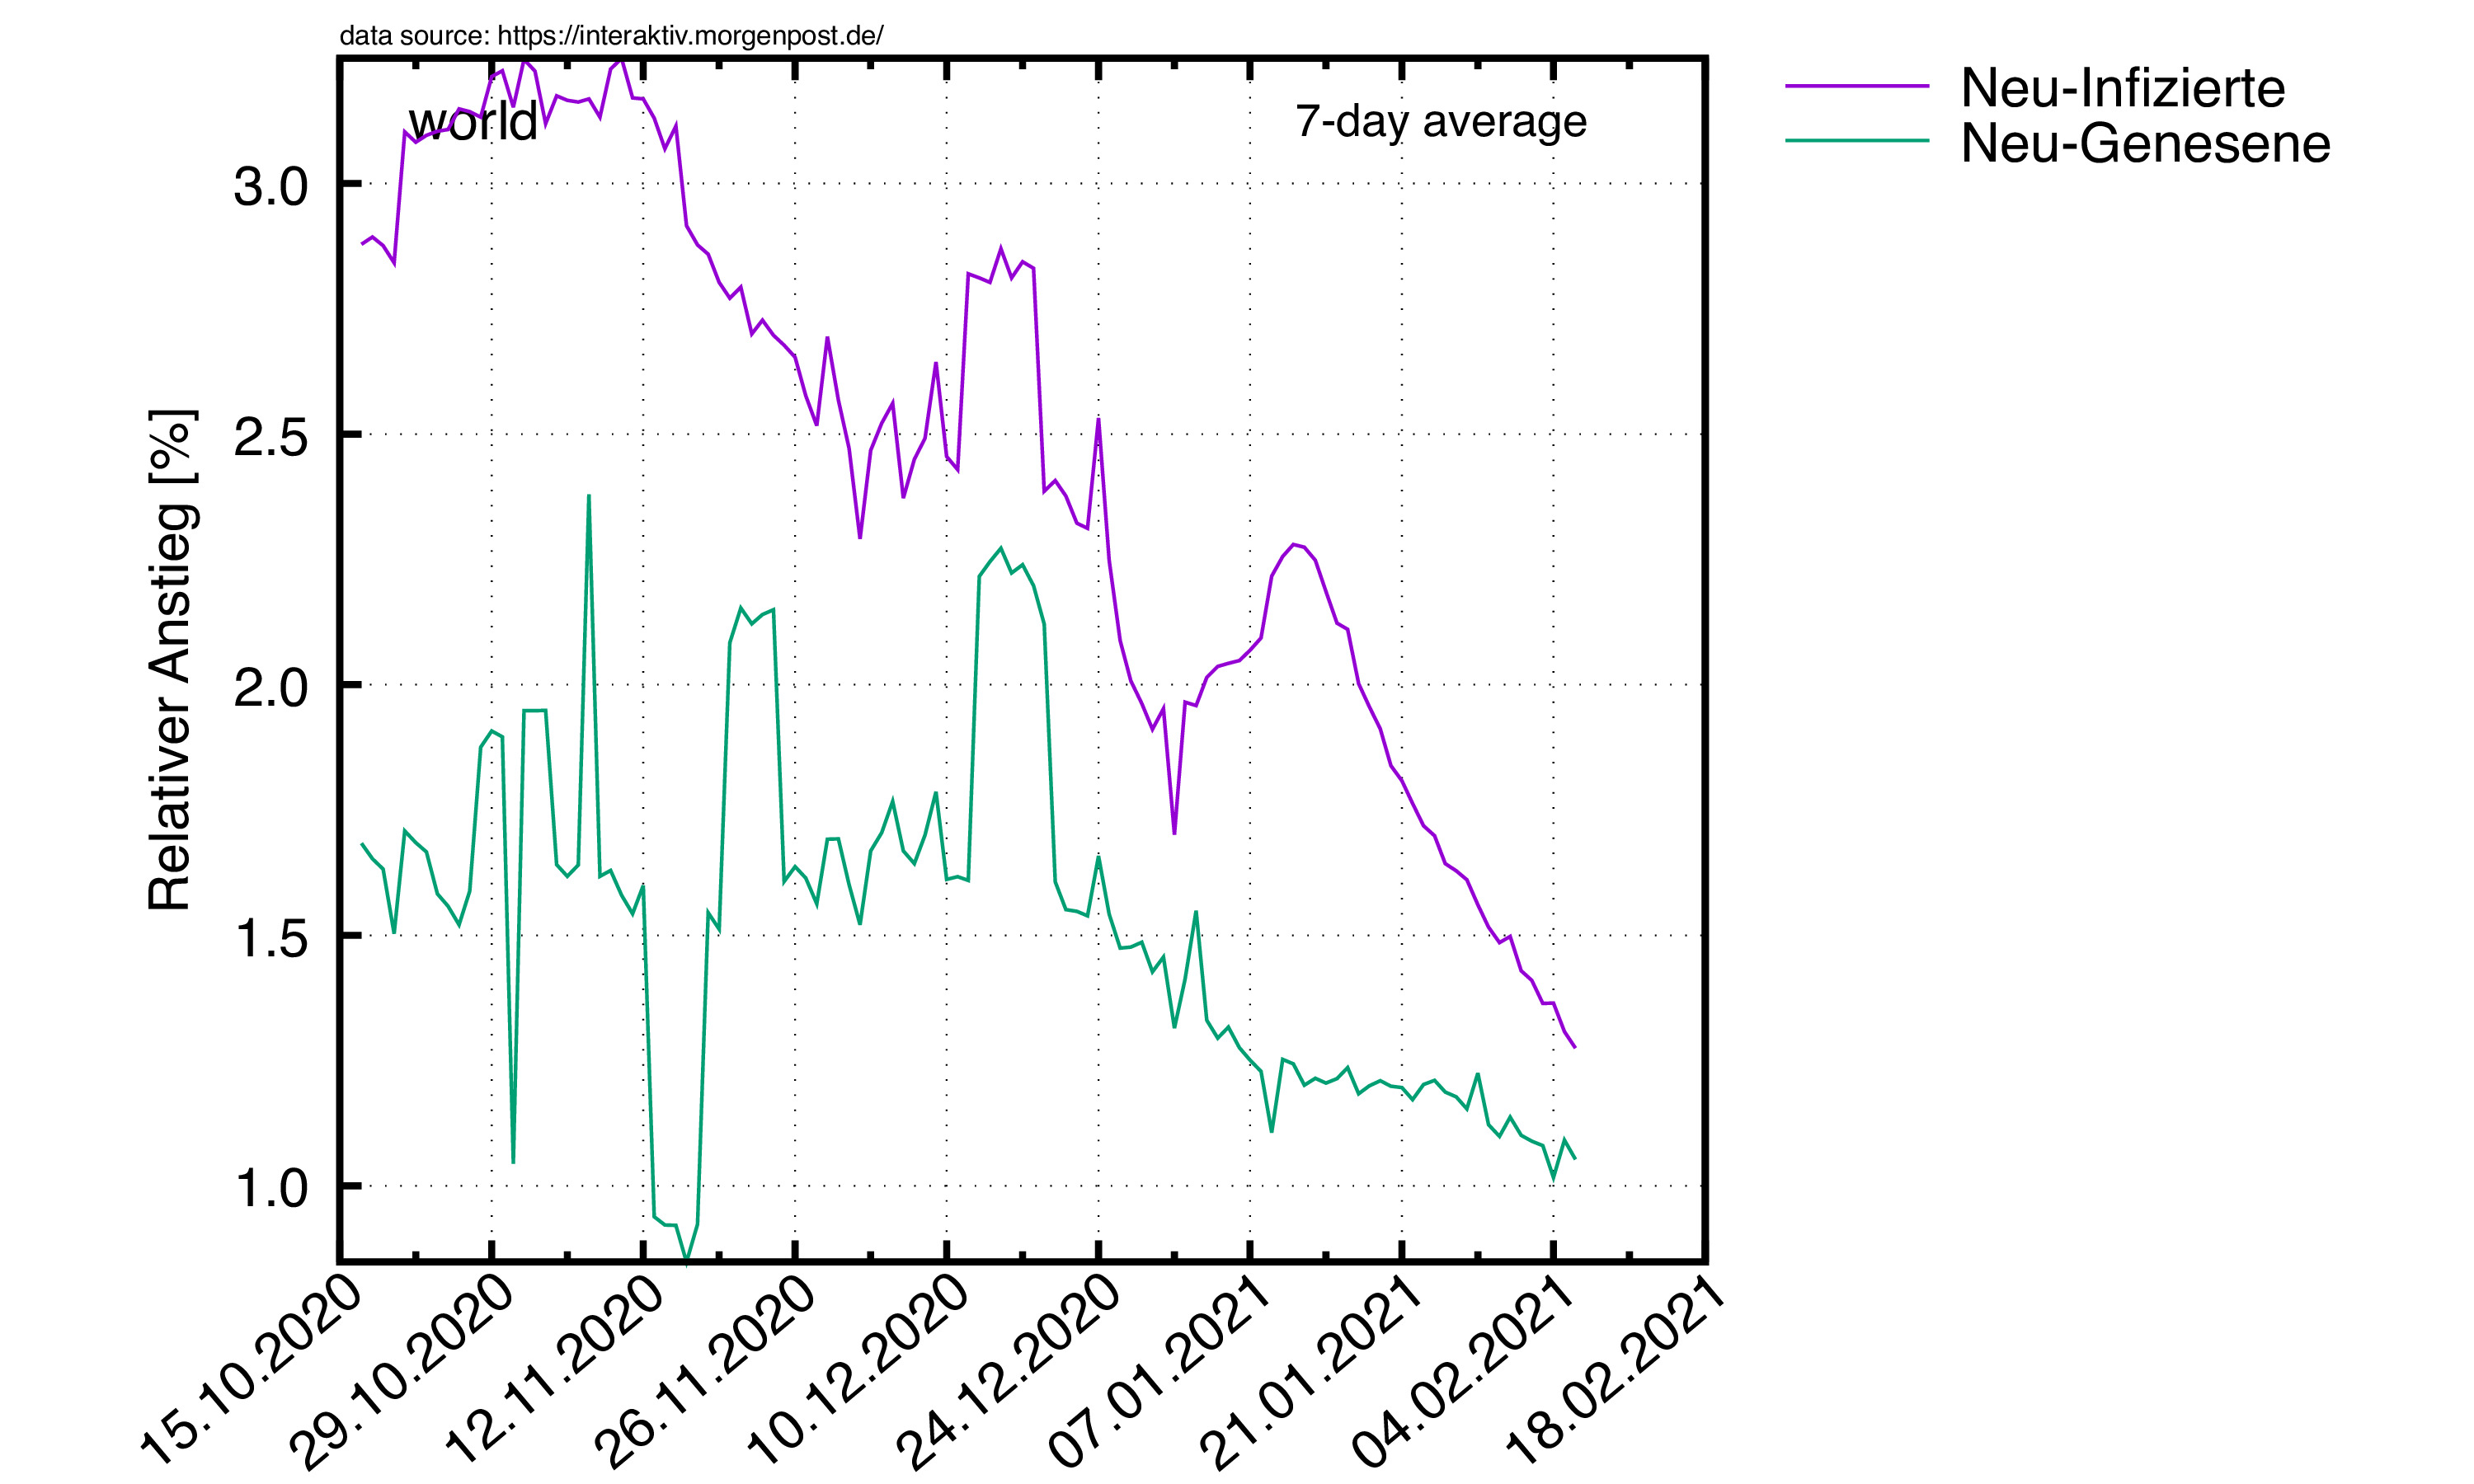 data source: https://interaktiv.morgenpost.de/
world
7-day average
Neu-Infizierte
Neu-Genesene
Relativer Anstieg [%]
3.0
2.5
2.0
1.5
1.0
15.10.2020
29.10.2020
12.11.2020
26.11.2020
10.12.2020
24.12.2020
07.01.2021
21.01.2021
04.02.2021
18.02.2021